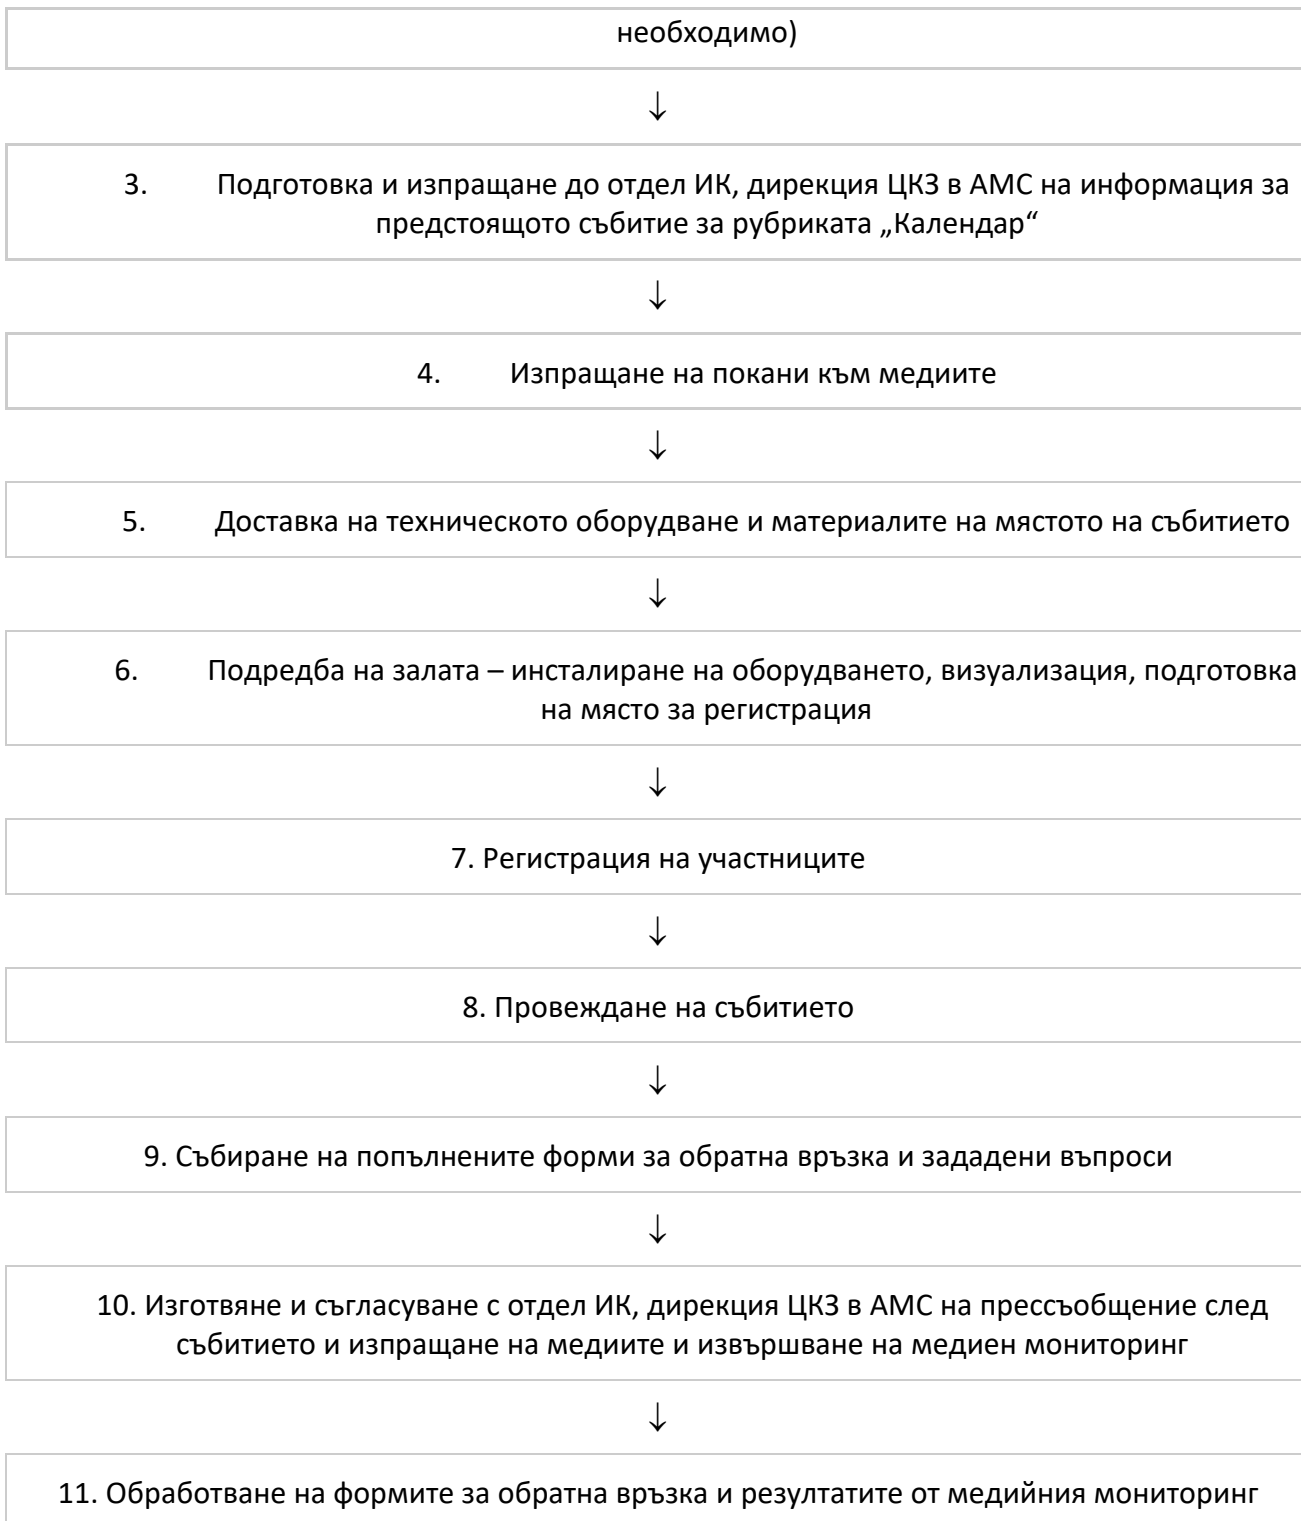 необходимо)
↓
3. Подготовка и изпращане до отдел ИК, дирекция ЦКЗ в АМС на информация за
предстоящото събитие за рубриката „Календар“
↓
4. Изпращане на покани към медиите
↓
5. Доставка на техническото оборудване и материалите на мястото на събитието
↓
6. Подредба на залата – инсталиране на оборудването, визуализация, подготовка
на място за регистрация
↓
7. Регистрация на участниците
↓
8. Провеждане на събитието
↓
9. Събиране на попълнените форми за обратна връзка и зададени въпроси
↓
10. Изготвяне и съгласуване с отдел ИК, дирекция ЦКЗ в АМС на прессъобщение след
събитието и изпращане на медиите и извършване на медиен мониторинг
↓
11. Обработване на формите за обратна връзка и резултатите от медийния мониторинг